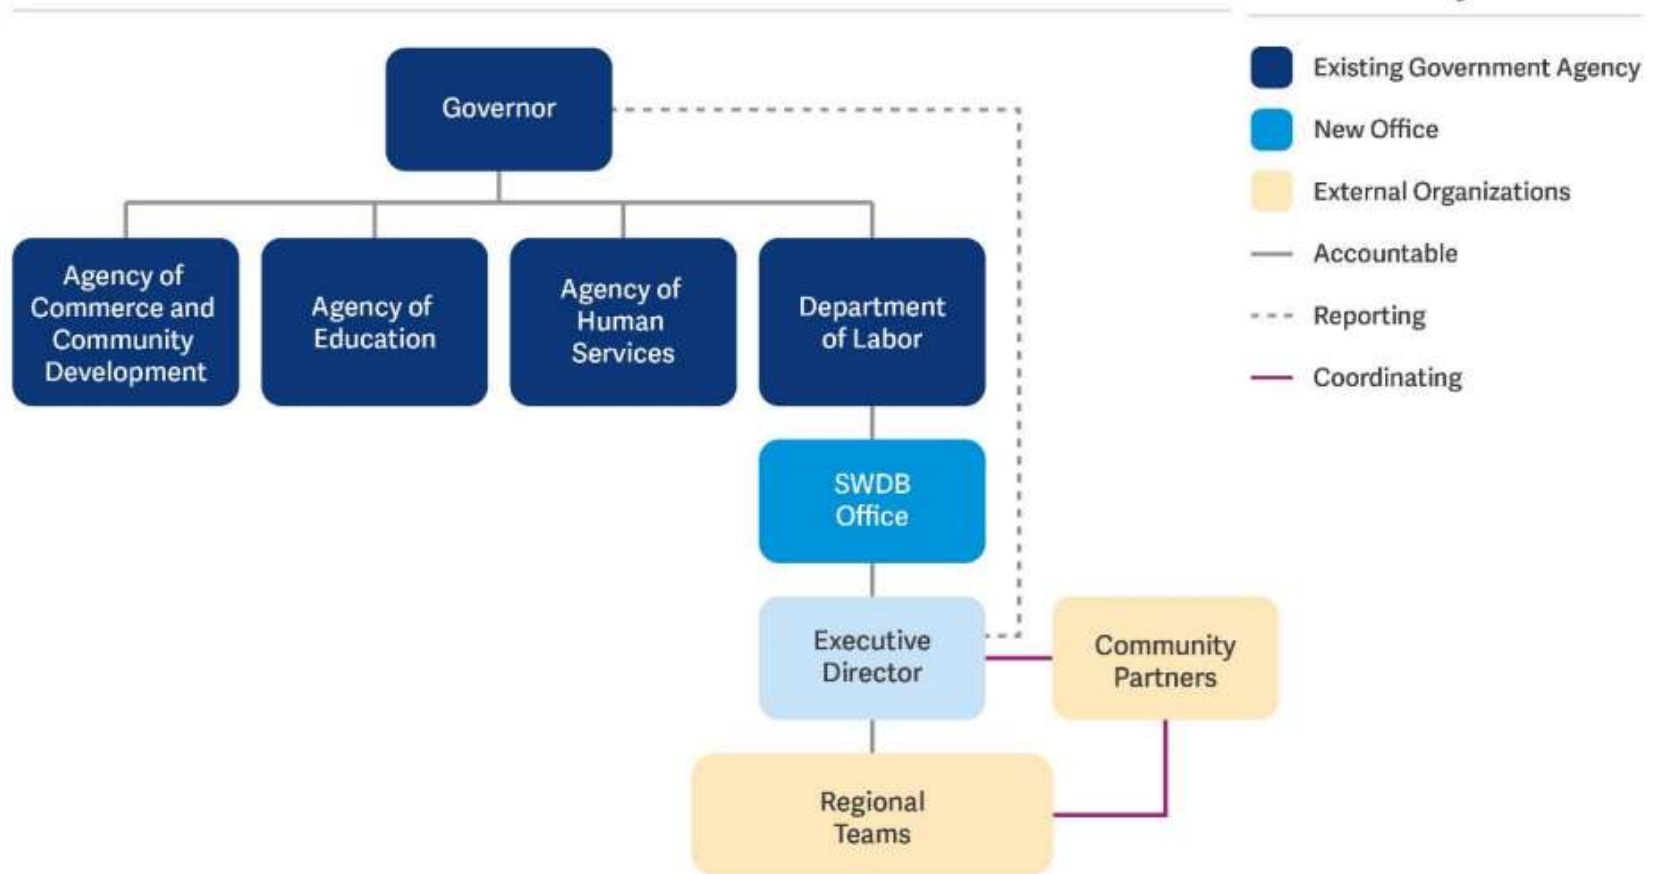 Governor
Agency of
Commerce and
Community
Development
Agency of
Education
Agency of
Human
Services
Department
of Labor
SWDB
Office
Executive
Director
Community
Partners
Regional
Teams
Existing Government Agency
New Office
External Organizations
Accountable
Reporting
Coordinating